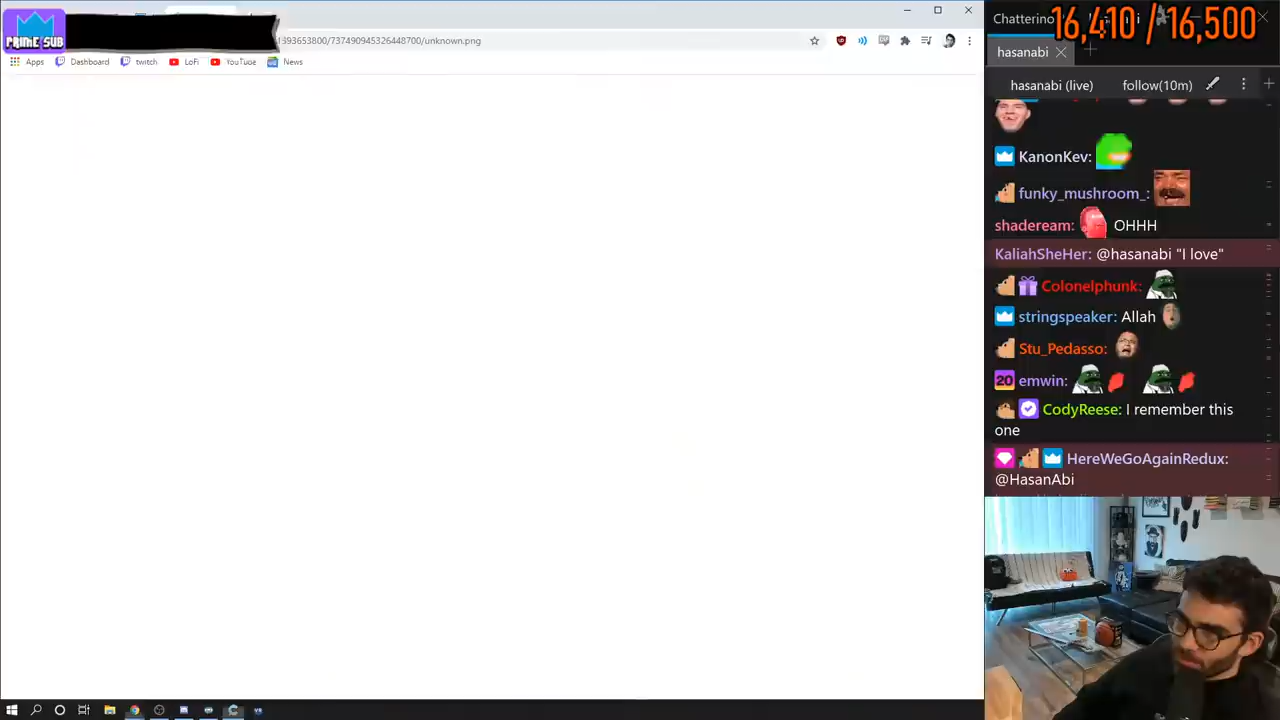 PRIME SUB
393653800/737490945326448700/unknown.png
Apps Dashboard twitch LoFi YouTube News
Chatterino
16,410 / 16,500
hasanabi
hasanabi (live) follow(10m)
KanonKev:
funky_mushroom_:
shadeream: OHHH
KaliahSheHer: @hasanabi "I love"
Colonelphunk:
stringspeaker: Allah
Stu_Pedasso:
20 emwin:
CodyReese: I remember this
one
HereWeGoAgainRedux:
@HasanAbi